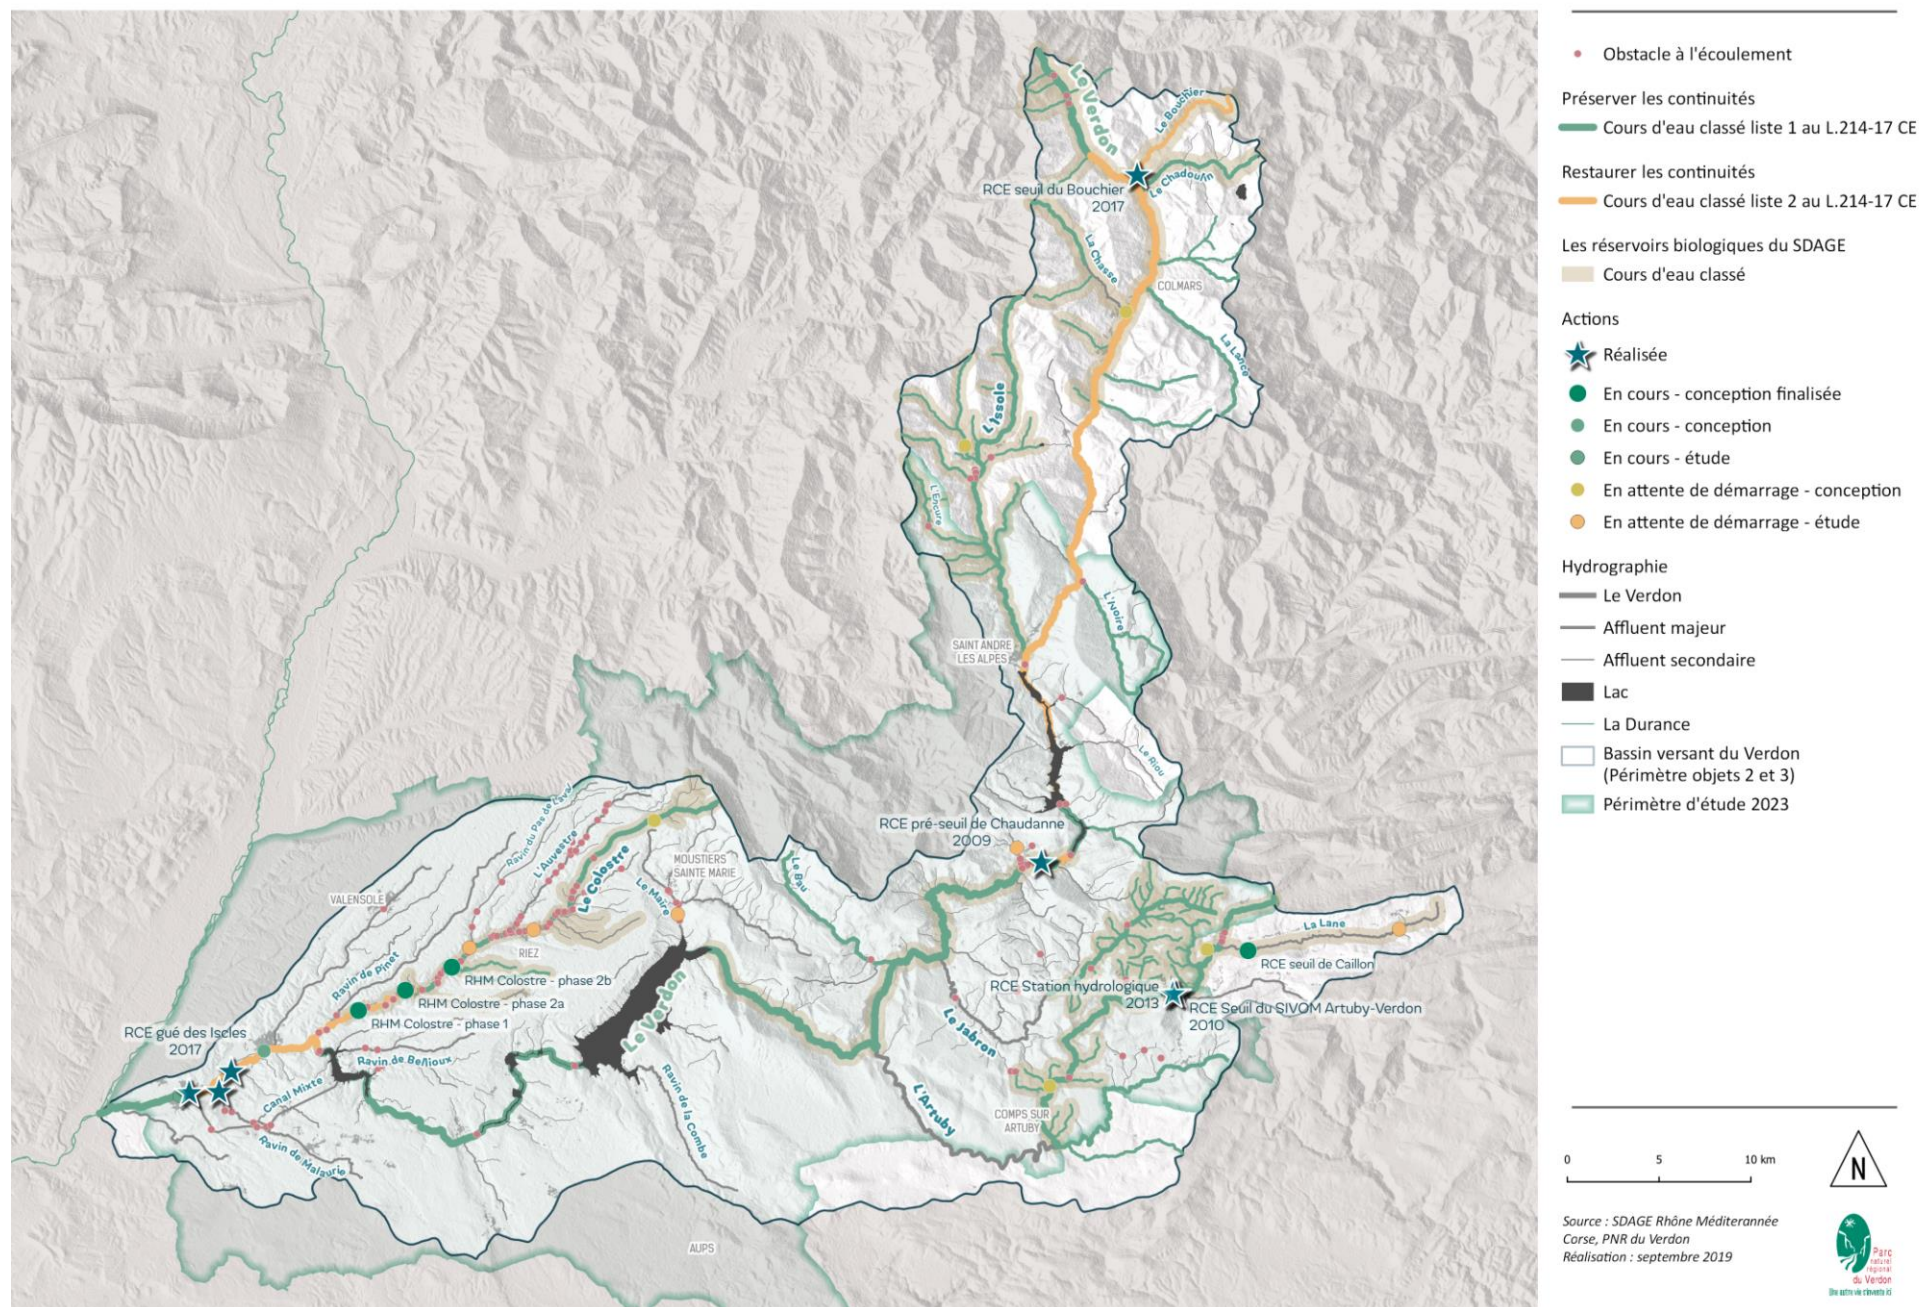 Le Verdon
Le Bouchier
RCE seuil du Bouchier
2017
Le Chadoulin
La Chasse
COLMARS
La Lance
L'Issole
L'Encure
L'Ivoire
SAINT ANDRE
LES ALPES
Le Riou
RCE pré-seuil de Chaudanne
2009
Ravin du Pas de Laval
L'Auvestre
Le Colostre
MOUSTIERS
SAINTE MARIE
Le Bau
VALENSOLE
Le Maire
RIEZ
La Lane
Ravin de Pinet
RCE seuil de Caillon
RHM Colostre - phase 2b
RCE Station hydrologique
2013
RHM Colostre - phase 2a
RCE Seuil du SIVOM Artuby-Verdon
2010
RHM Colostre - phase 1
Le Verdon
Le Jabron
RCE gué des Iscles
2017
Ravin de Bellioux
Canal Mixte
Ravin de la Combe
L'Artuby
COMPS SUR
ARTUBY
Ravin de Malaurie
AUPS
Obstacle à l'écoulement
Préserver les continuités
Cours d'eau classé liste 1 au L.214-17 CE
Restaurer les continuités
Cours d'eau classé liste 2 au L.214-17 CE
Les réservoirs biologiques du SDAGE
Cours d'eau classé
Actions
Réalisée
En cours - conception finalisée
En cours - conception
En cours - étude
En attente de démarrage - conception
En attente de démarrage - étude
Hydrographie
Le Verdon
Affluent majeur
Affluent secondaire
Lac
La Durance
Bassin versant du Verdon
(Périmètre objets 2 et 3)
Périmètre d'étude 2023
0 5 10 km
N
Source : SDAGE Rhône Méditerannée
Corse, PNR du Verdon
Réalisation : septembre 2019
Parc
naturel
régional
du Verdon
Une autre vie s'invente ici